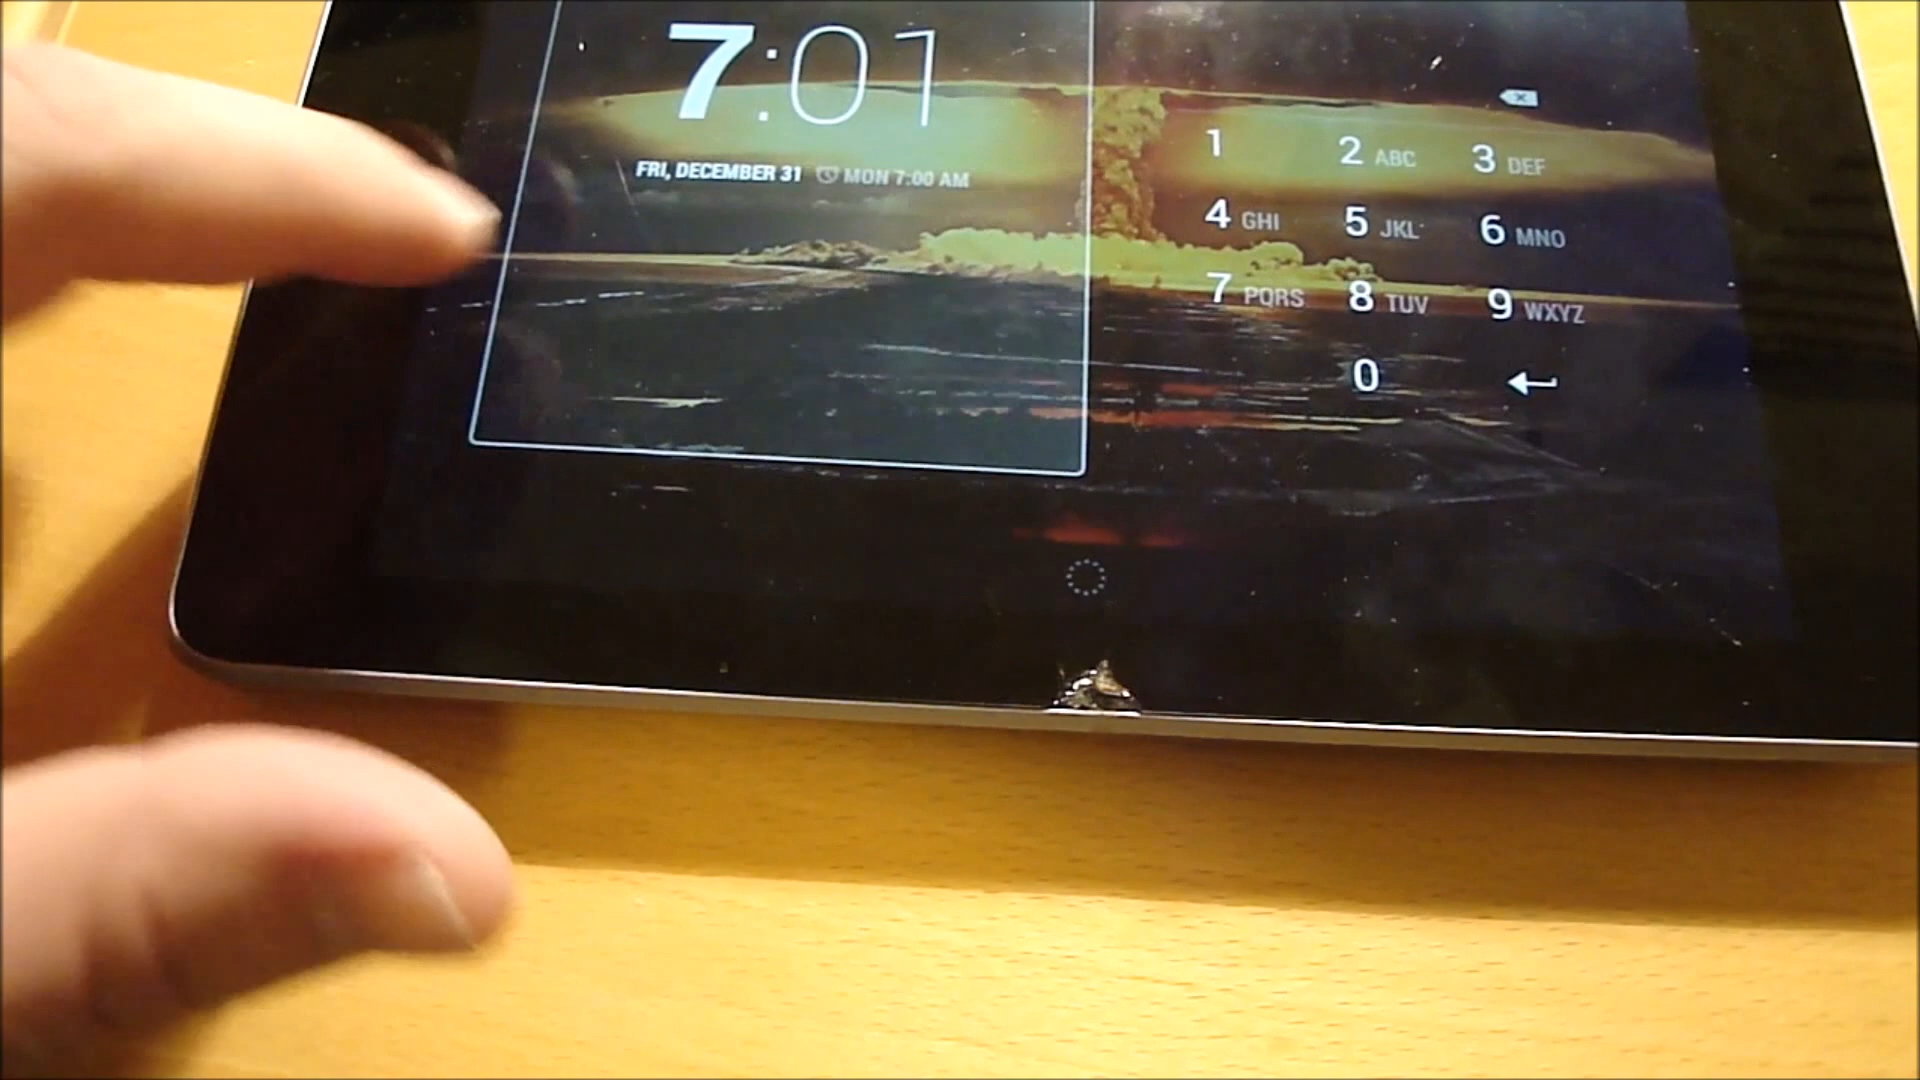 7:01
FRI, DECEMBER 31 MON 7:00 AM
1 2 ABC 3 DEF
4 GHI 5 JKL 6 MNO
7 PQRS 8 TUV 9 WXYZ
0